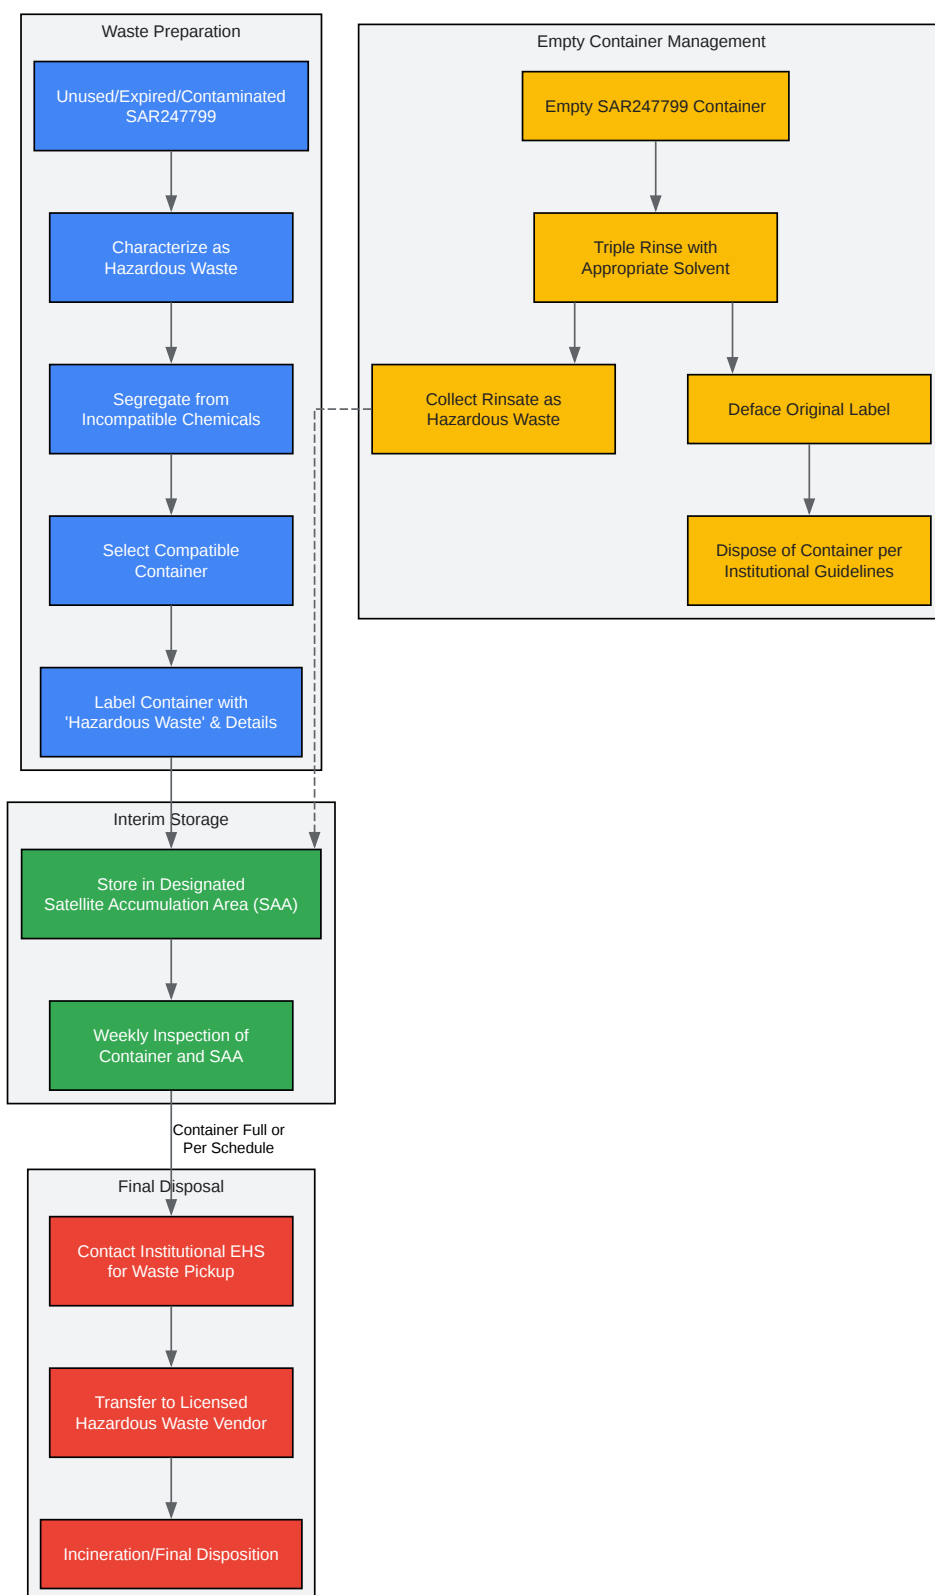 Waste Preparation
Unused/Expired/Contaminated
SAR247799
Characterize as
Hazardous Waste
Segregate from
Incompatible Chemicals
Select Compatible
Container
Label Container with
'Hazardous Waste' & Details
Empty Container Management
Empty SAR247799 Container
Triple Rinse with
Appropriate Solvent
Collect Rinsate as
Hazardous Waste
Deface Original Label
Dispose of Container per
Institutional Guidelines
Interim Storage
Store in Designated
Satellite Accumulation Area (SAA)
Weekly Inspection of
Container and SAA
Container Full or
Per Schedule
Final Disposal
Contact Institutional EHS
for Waste Pickup
Transfer to Licensed
Hazardous Waste Vendor
Incineration/Final Disposition